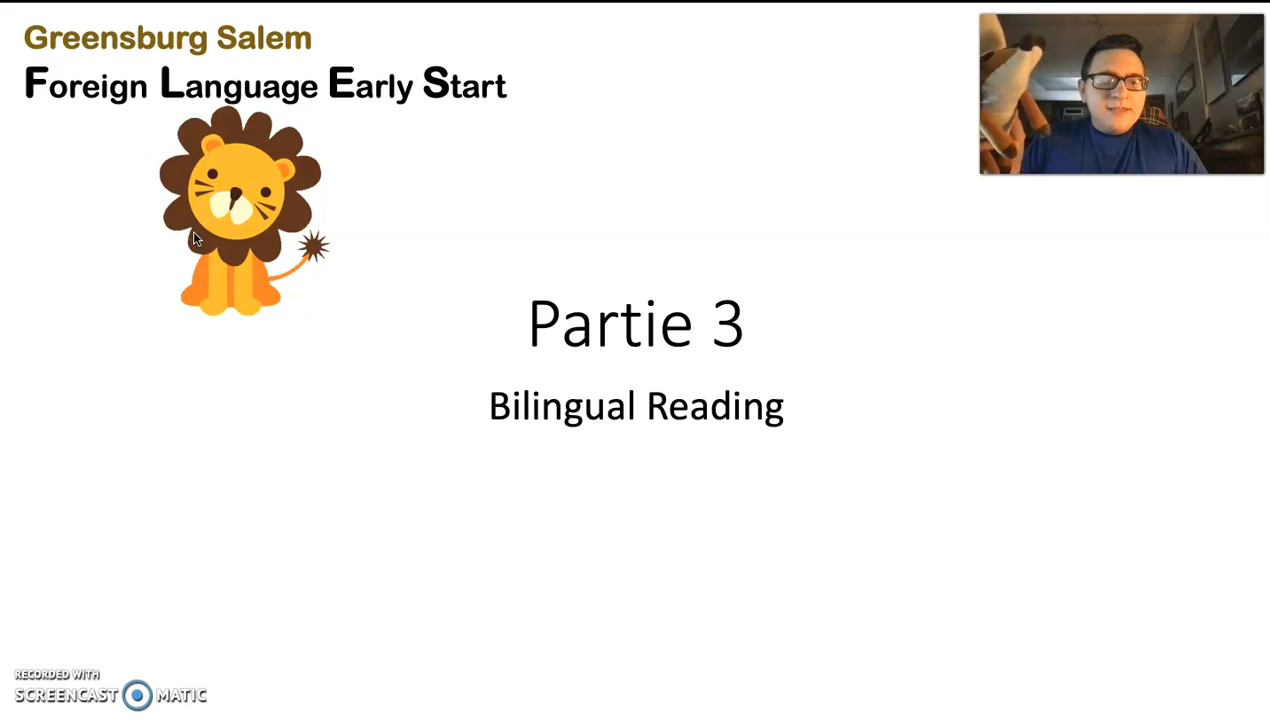 Greensburg Salem
Foreign Language Early Start
Partie 3
Bilingual Reading
RECORDED WITH
SCREENCAST MATIC